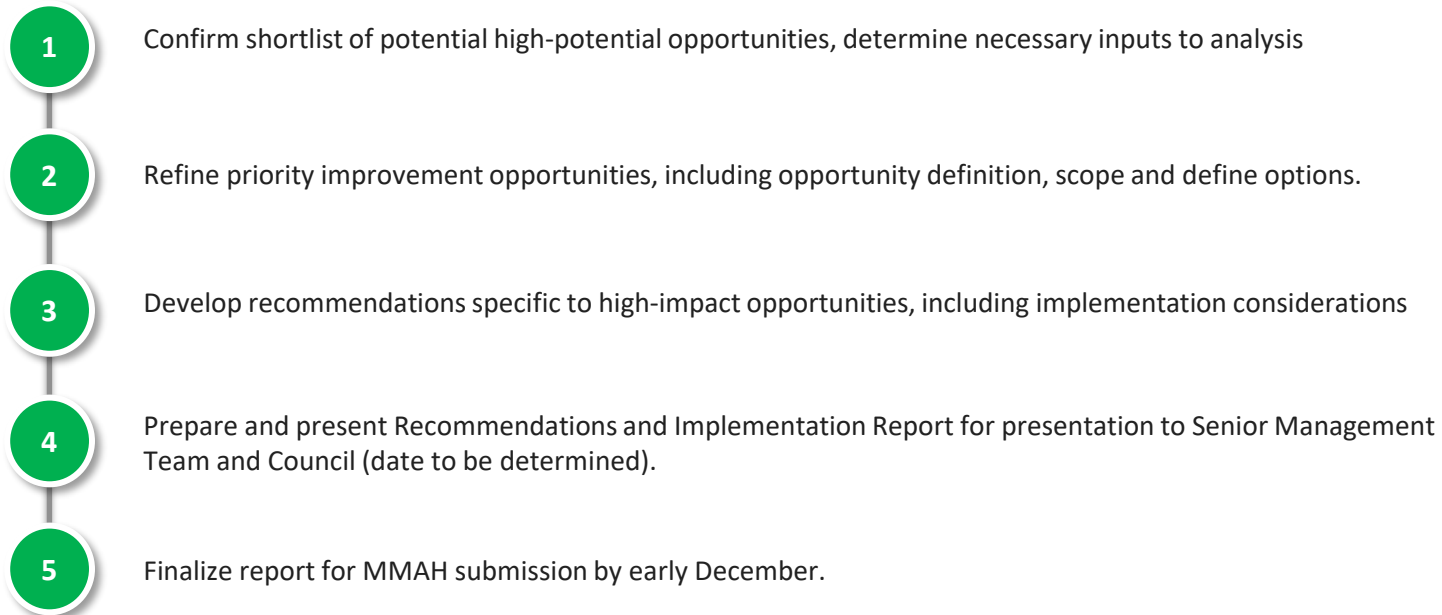 1
Confirm shortlist of potential high-potential opportunities, determine necessary inputs to analysis
2
Refine priority improvement opportunities, including opportunity definition, scope and define options.
3
Develop recommendations specific to high-impact opportunities, including implementation considerations
4
Prepare and present Recommendations and Implementation Report for presentation to Senior Management
Team and Council (date to be determined).
5
Finalize report for MMAH submission by early December.